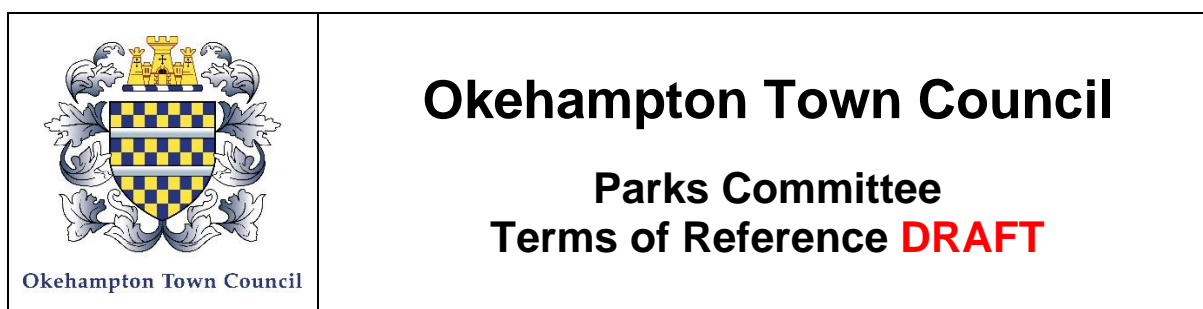 Okehampton Town Council
Okehampton Town Council
Parks Committee
Terms of Reference DRAFT